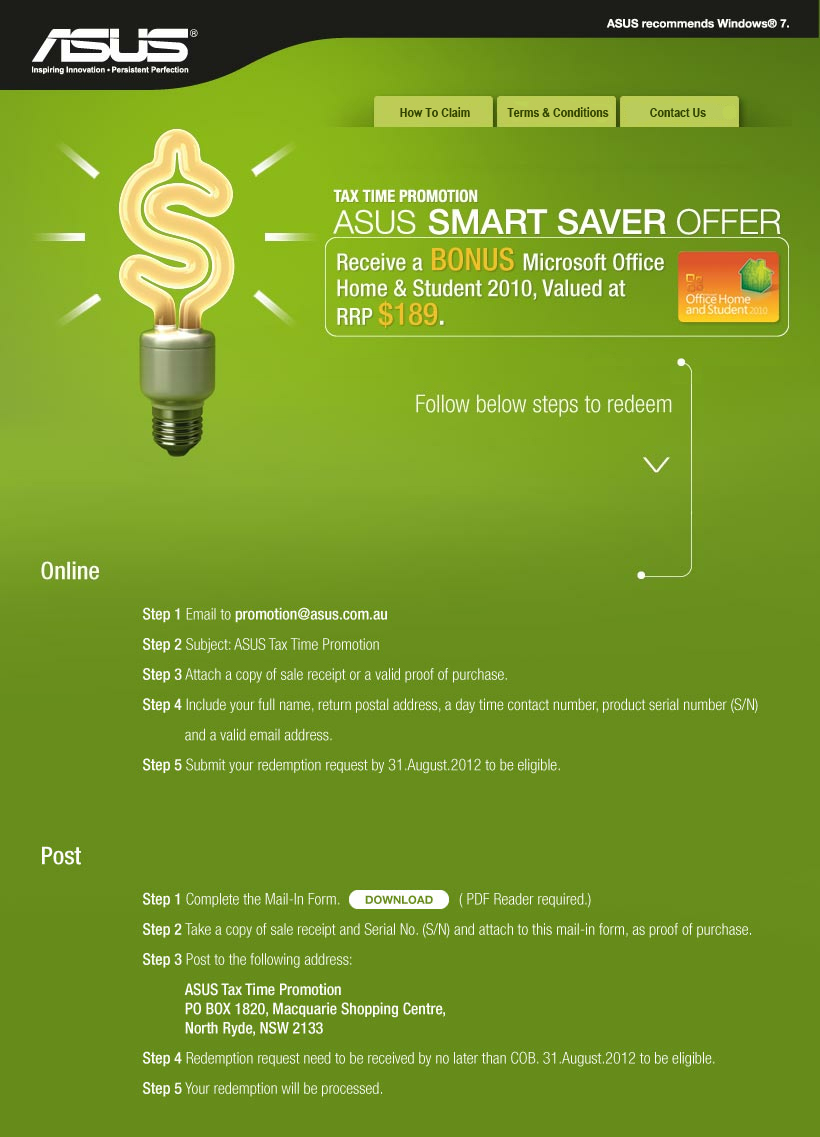 ASUS recommends Windows® 7.
ASUS®
Inspiring Innovation • Persistent Perfection
How To Claim
Terms & Conditions
Contact Us
TAX TIME PROMOTION
ASUS SMART SAVER OFFER
Receive a BONUS Microsoft Office
Home & Student 2010, Valued at
RRP $189.
Office Home
and Student 2010
Follow below steps to redeem
Online
Step 1 Email to promotion@asus.com.au
Step 2 Subject: ASUS Tax Time Promotion
Step 3 Attach a copy of sale receipt or a valid proof of purchase.
Step 4 Include your full name, return postal address, a day time contact number, product serial number (S/N)
and a valid email address.
Step 5 Submit your redemption request by 31.August.2012 to be eligible.
Post
Step 1 Complete the Mail-In Form. DOWNLOAD ( PDF Reader required.)
Step 2 Take a copy of sale receipt and Serial No. (S/N) and attach to this mail-in form, as proof of purchase.
Step 3 Post to the following address:
ASUS Tax Time Promotion
PO BOX 1820, Macquarie Shopping Centre,
North Ryde, NSW 2133
Step 4 Redemption request need to be received by no later than COB. 31.August.2012 to be eligible.
Step 5 Your redemption will be processed.